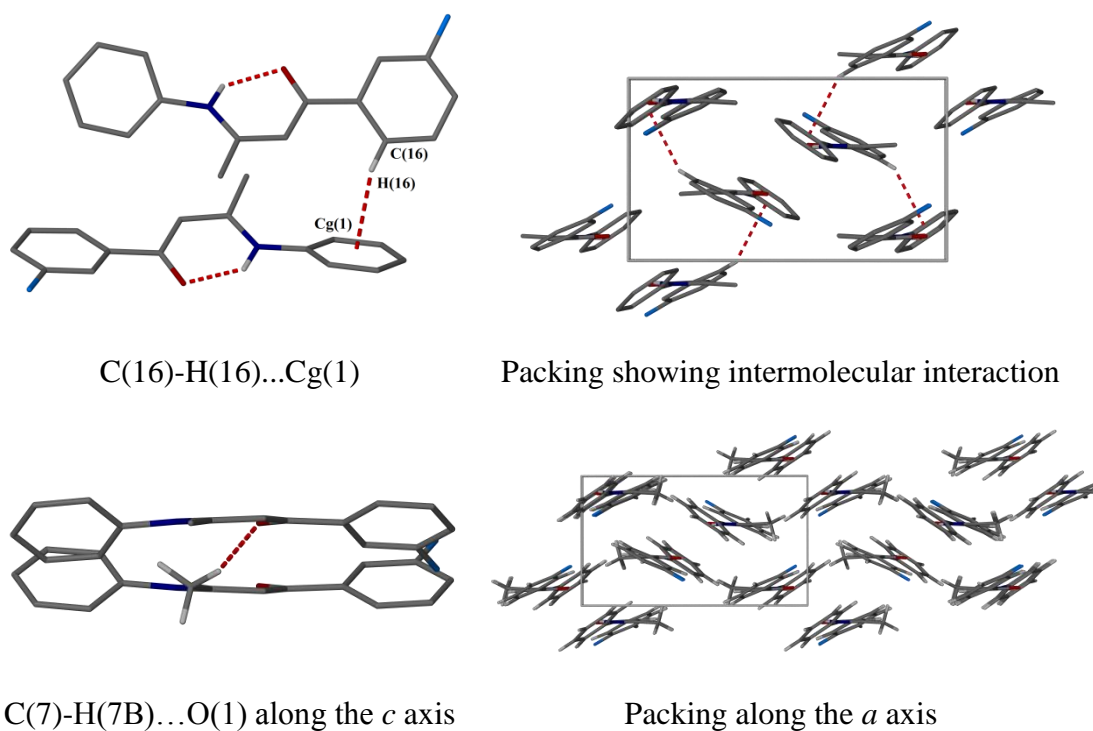 C(16)
H(16)
Cg(1)
C(16)-H(16)...Cg(1)
Packing showing intermolecular interaction
C(7)-H(7B)…O(1) along the c axis
Packing along the a axis